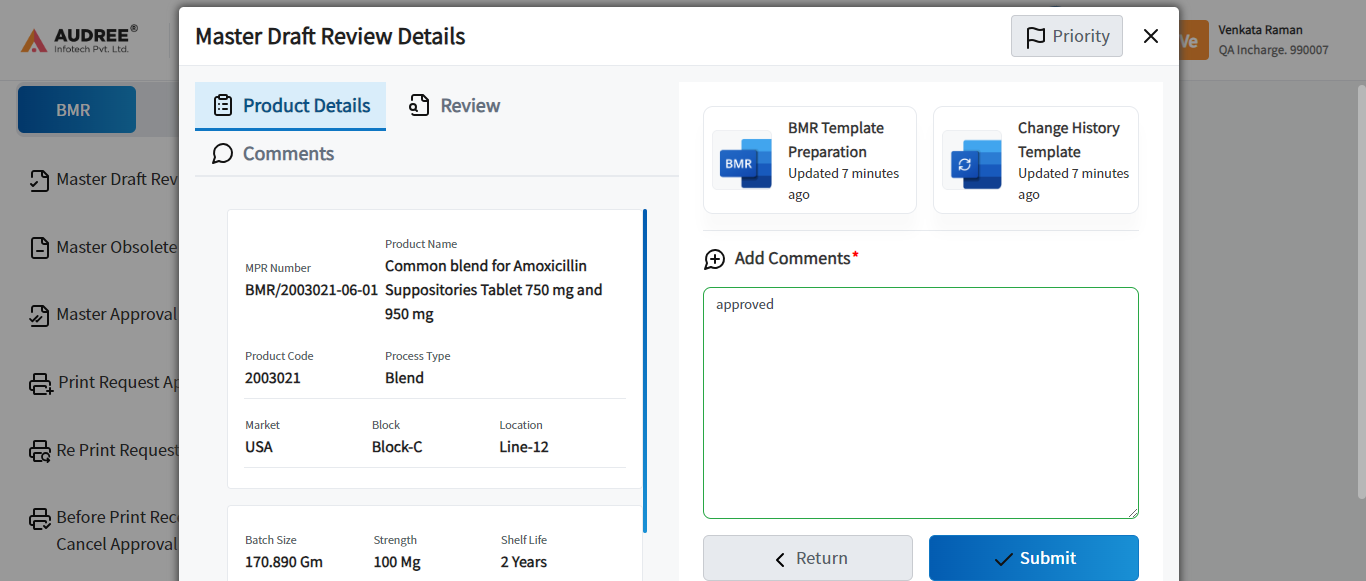 AUDREE®
Infotech Pvt. Ltd.
Master Draft Review Details
Priority
Ve
Venkata Raman
QA Incharge. 990007
BMR
Master Draft Rev
Master Obsolete
Master Approval
Print Request Ap
Re Print Request
Before Print Rec
Cancel Approval
Product Details
Review
Comments
MPR Number
BMR/2003021-06-01
Product Name
Common blend for Amoxicillin
Suppositories Tablet 750 mg and
950 mg
Product Code
2003021
Process Type
Blend
Market
USA
Block
Block-C
Location
Line-12
Batch Size
170.890 Gm
Strength
100 Mg
Shelf Life
2 Years
BMR
BMR Template
Preparation
Updated 7 minutes
ago
Change History
Template
Updated 7 minutes
ago
Add Comments*
approved
Return
Submit